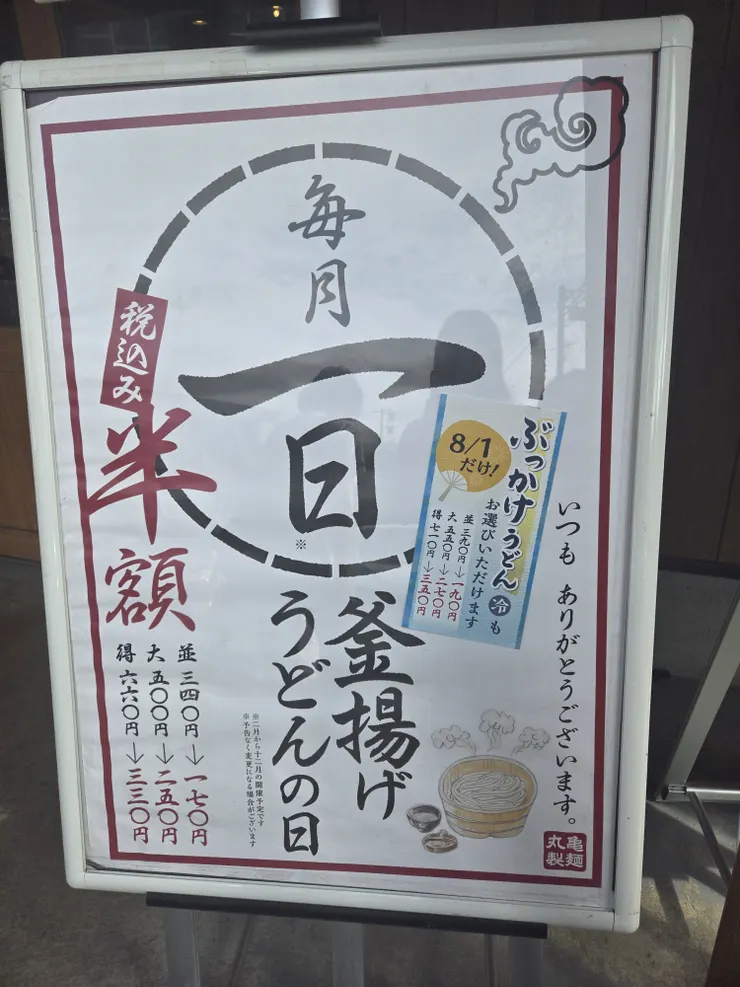 毎月
一日
※
税込み
半額
釜揚げ
うどんの日
並 三四〇円→一七〇円
大 五〇〇円→二五〇円
得 六六〇円→三三〇円
※二月から十二月の開催予定です
※予告なく変更になる場合がございます
8/1
だけ!
ぶっかけうどん冷も
お選びいただけます
並 三九〇円→一九〇円
大 五五〇円→二七〇円
得 七一〇円→三五〇円
いつも ありがとうございます。
丸亀製麺